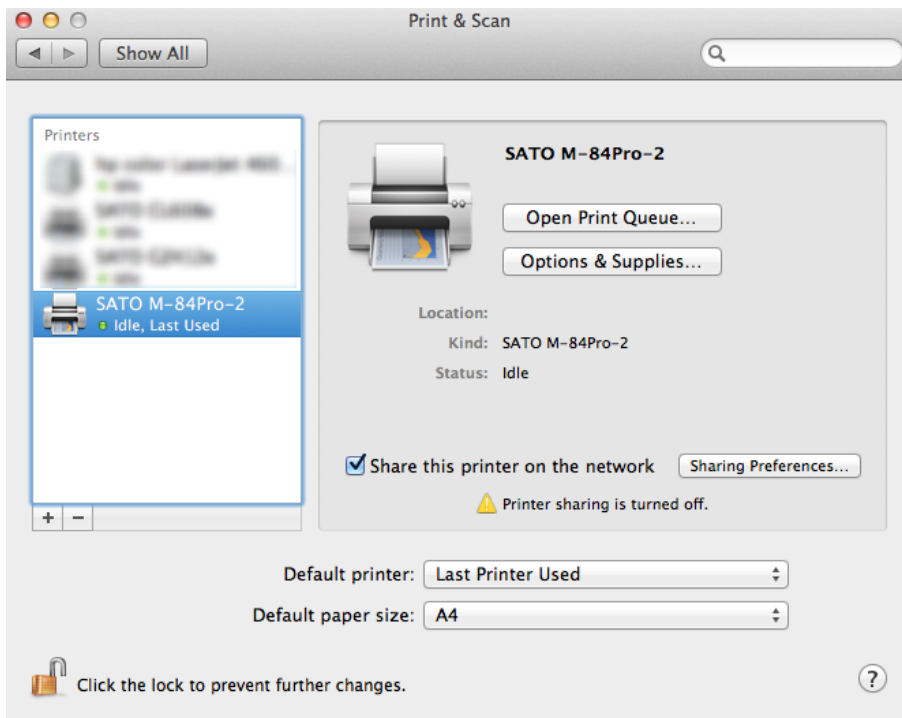 Print & Scan
Show All
Printers
SATO M-84Pro-2
Idle, Last Used
SATO M-84Pro-2
Open Print Queue...
Options & Supplies...
Location:
Kind: SATO M-84Pro-2
Status: Idle
Share this printer on the network
Sharing Preferences...
Printer sharing is turned off.
Default printer: Last Printer Used
Default paper size: A4
Click the lock to prevent further changes.
?